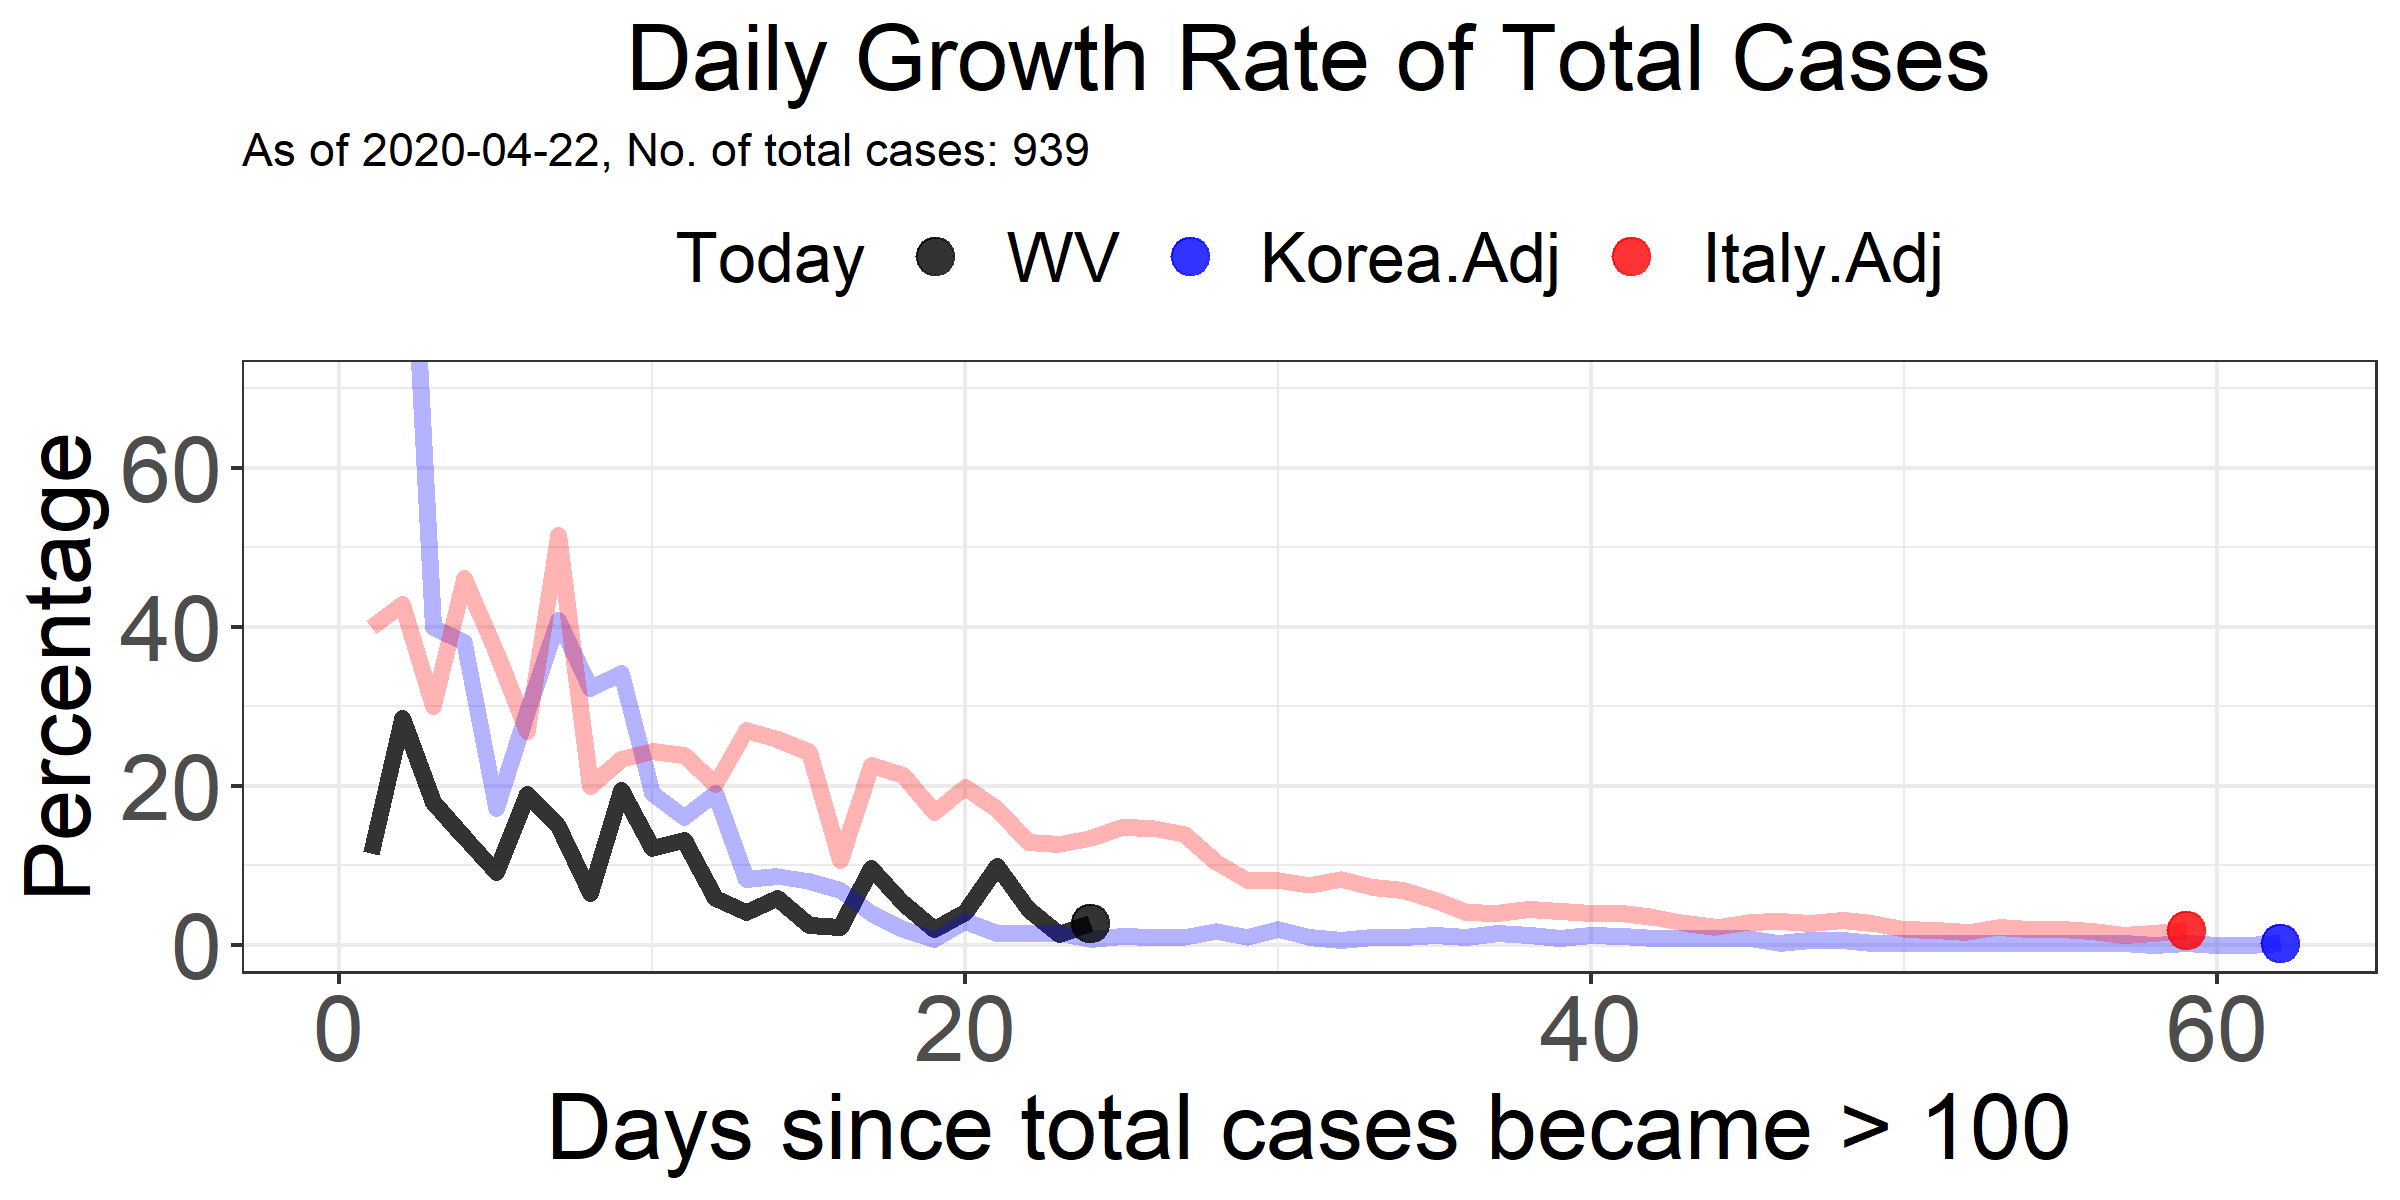 Daily Growth Rate of Total Cases
As of 2020-04-22, No. of total cases: 939
Today WV Korea.Adj Italy.Adj
Percentage
60
40
20
0
0 20 40 60
Days since total cases became > 100